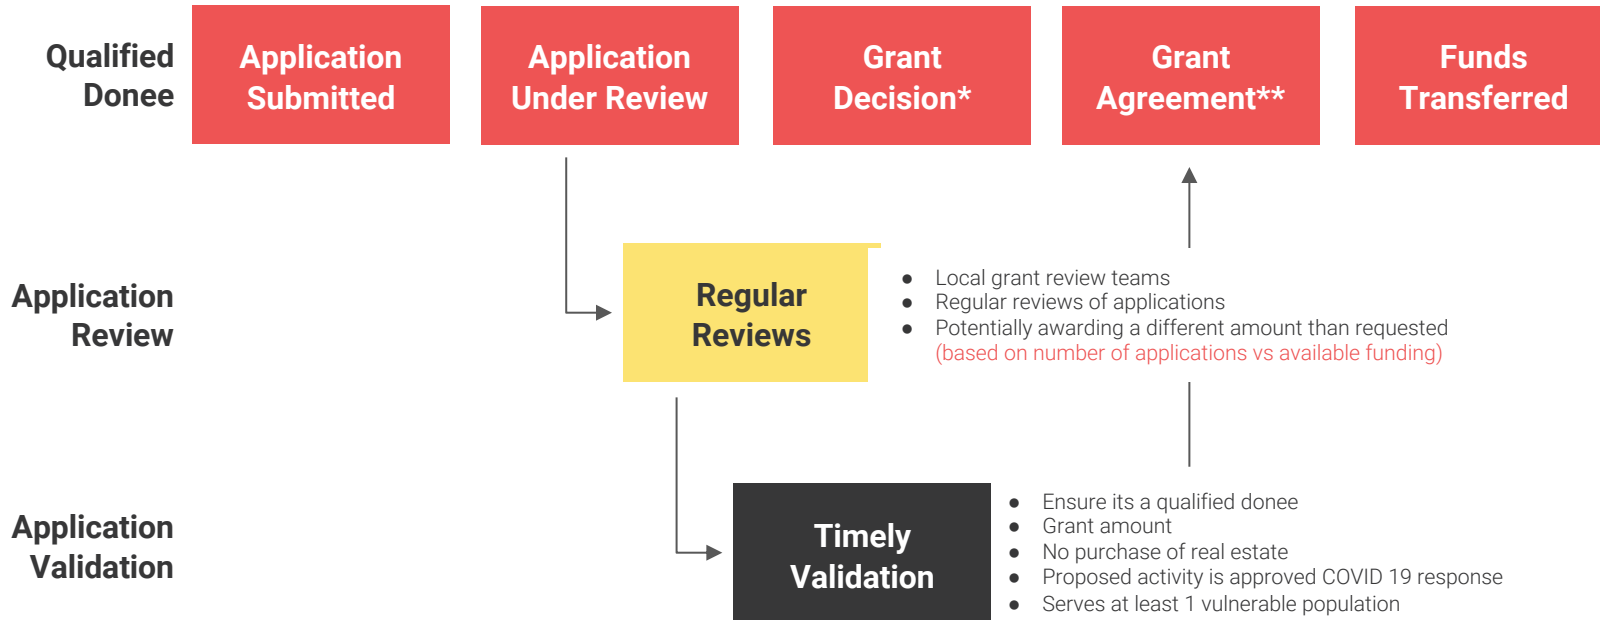 Qualified
Donee
Application
Submitted
Application
Under Review
Grant
Decision*
Grant
Agreement**
Funds
Transferred
Application
Review
Regular
Reviews
● Local grant review teams
● Regular reviews of applications
● Potentially awarding a different amount than requested
(based on number of applications vs available funding)
Application
Validation
Timely
Validation
● Ensure its a qualified donee
● Grant amount
● No purchase of real estate
● Proposed activity is approved COVID 19 response
● Serves at least 1 vulnerable population